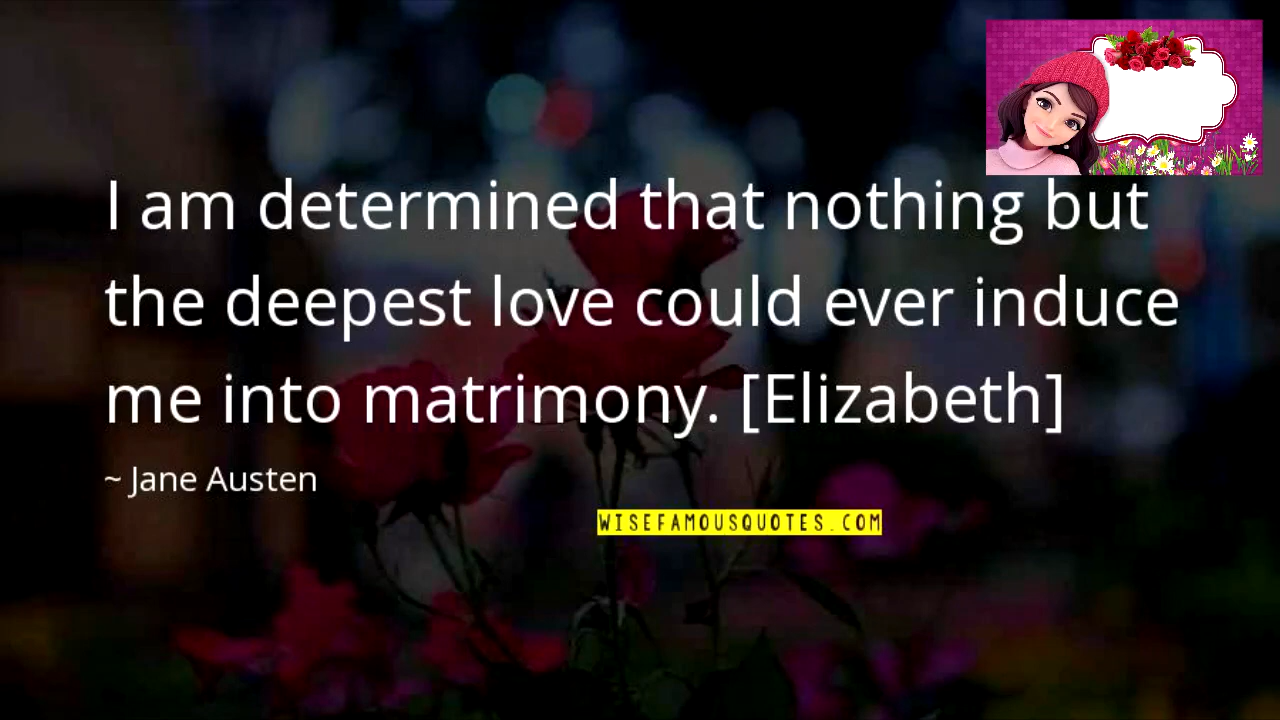 I am determined that nothing but
the deepest love could ever induce
me into matrimony. [Elizabeth]
~ Jane Austen
WISEFAMOUSQUOTES.COM